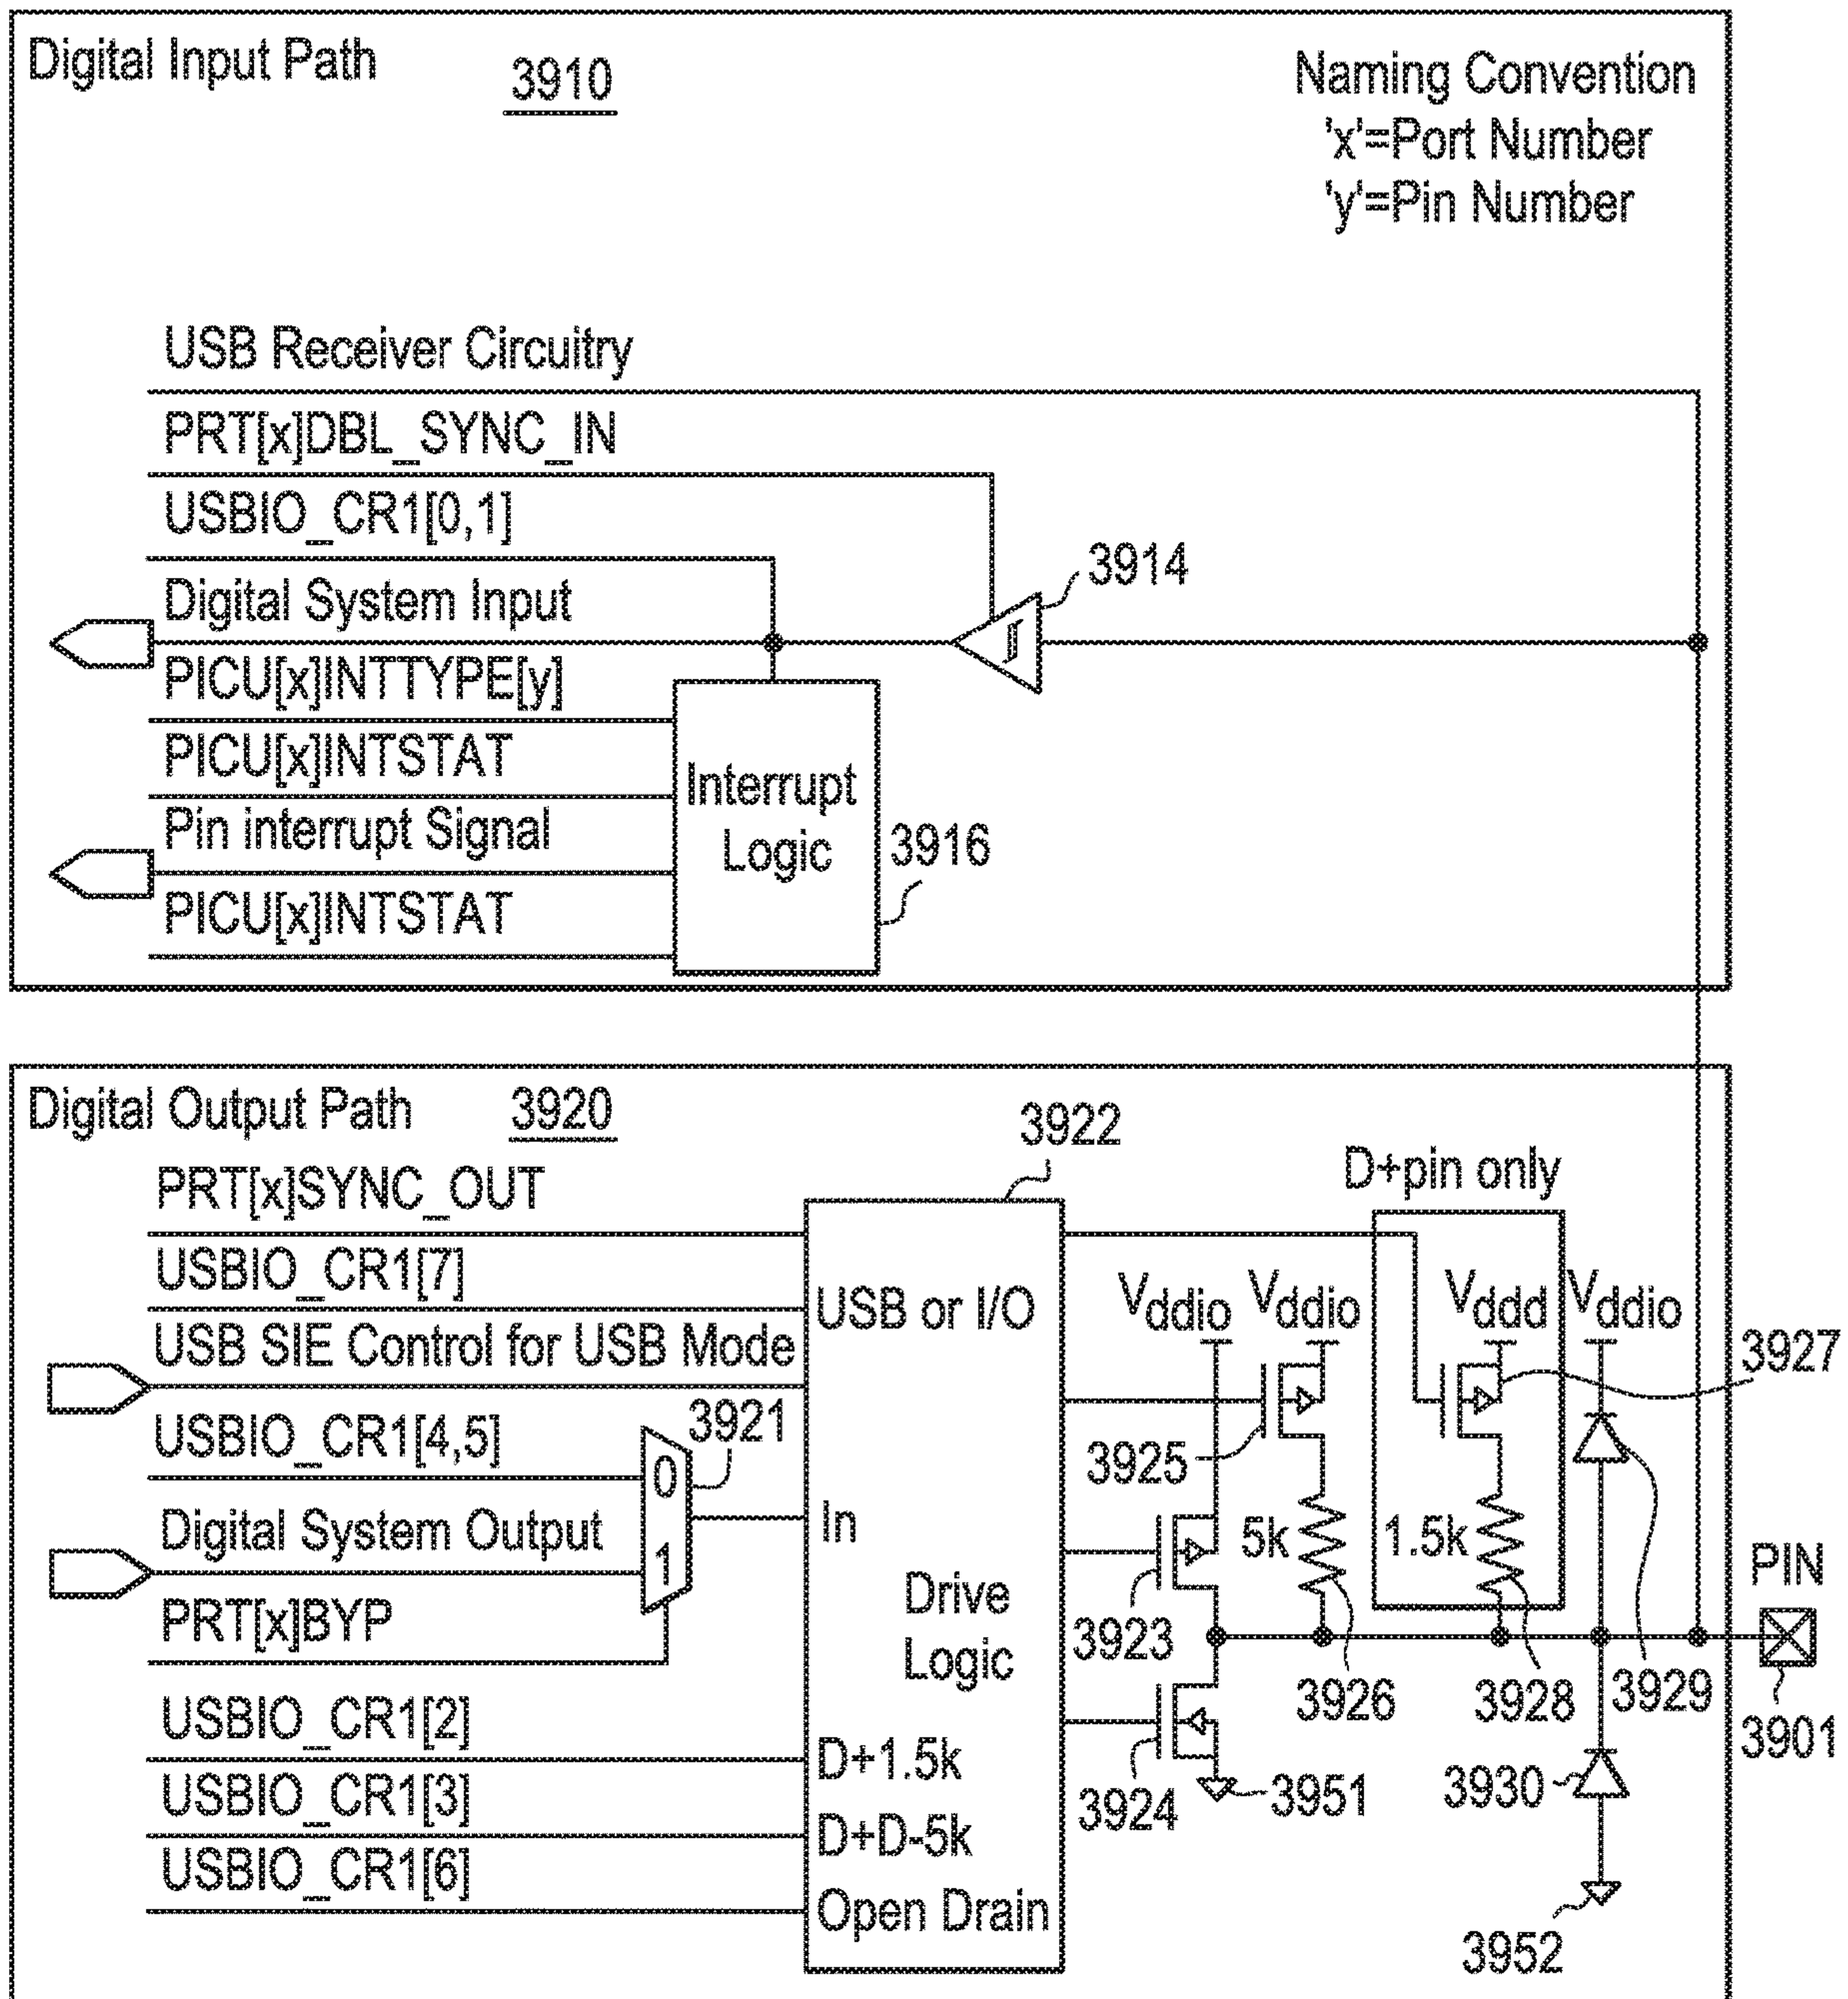 Digital Input Path 3910
Naming Convention
'x'=Port Number
'y'=Pin Number
USB Receiver Circuitry
PRT[x]DBL_SYNC_IN
USBIO_CR1[0,1]
3914
Digital System Input
PICU[x]INTTYPE[y]
PICU[x]INTSTAT
Pin interrupt Signal
PICU[x]INTSTAT
Interrupt
Logic
3916
Digital Output Path 3920
3922
PRT[x]SYNC_OUT
USBIO_CR1[7]
USB SIE Control for USB Mode
USBIO_CR1[4,5]
Digital System Output
PRT[x]BYP
USBIO_CR1[2]
USBIO_CR1[3]
USBIO_CR1[6]
3921
0
1
USB or I/O
In
Drive
Logic
D+1.5k
D+D-5k
Open Drain
D+pin only
Vddio
Vddio
Vddd
Vddio
3927
3925
5k
1.5k
PIN
3923
3926
3928
3929
3901
3924
3951
3930
3952